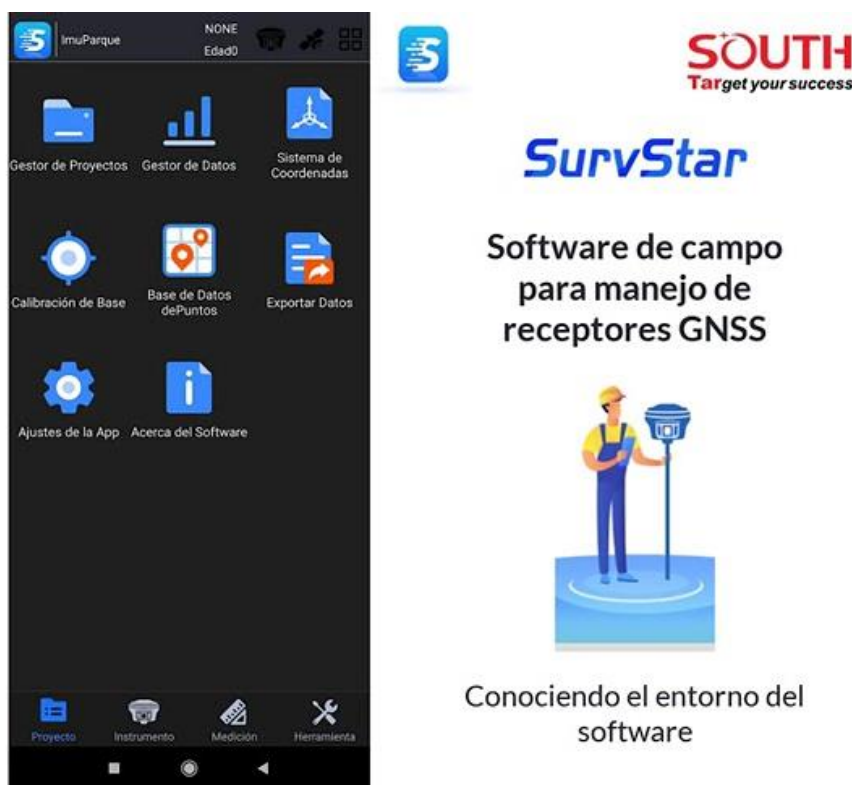 ImuParque
NONE
Edad0
Gestor de Proyectos
Gestor de Datos
Sistema de
Coordenadas
Calibración de Base
Base de Datos
dePuntos
Exportar Datos
Ajustes de la App
Acerca del Software
Proyecto
Instrumento
Medición
Herramienta
SOUTH
Target your success
SurvStar
Software de campo
para manejo de
receptores GNSS
Conociendo el entorno del
software